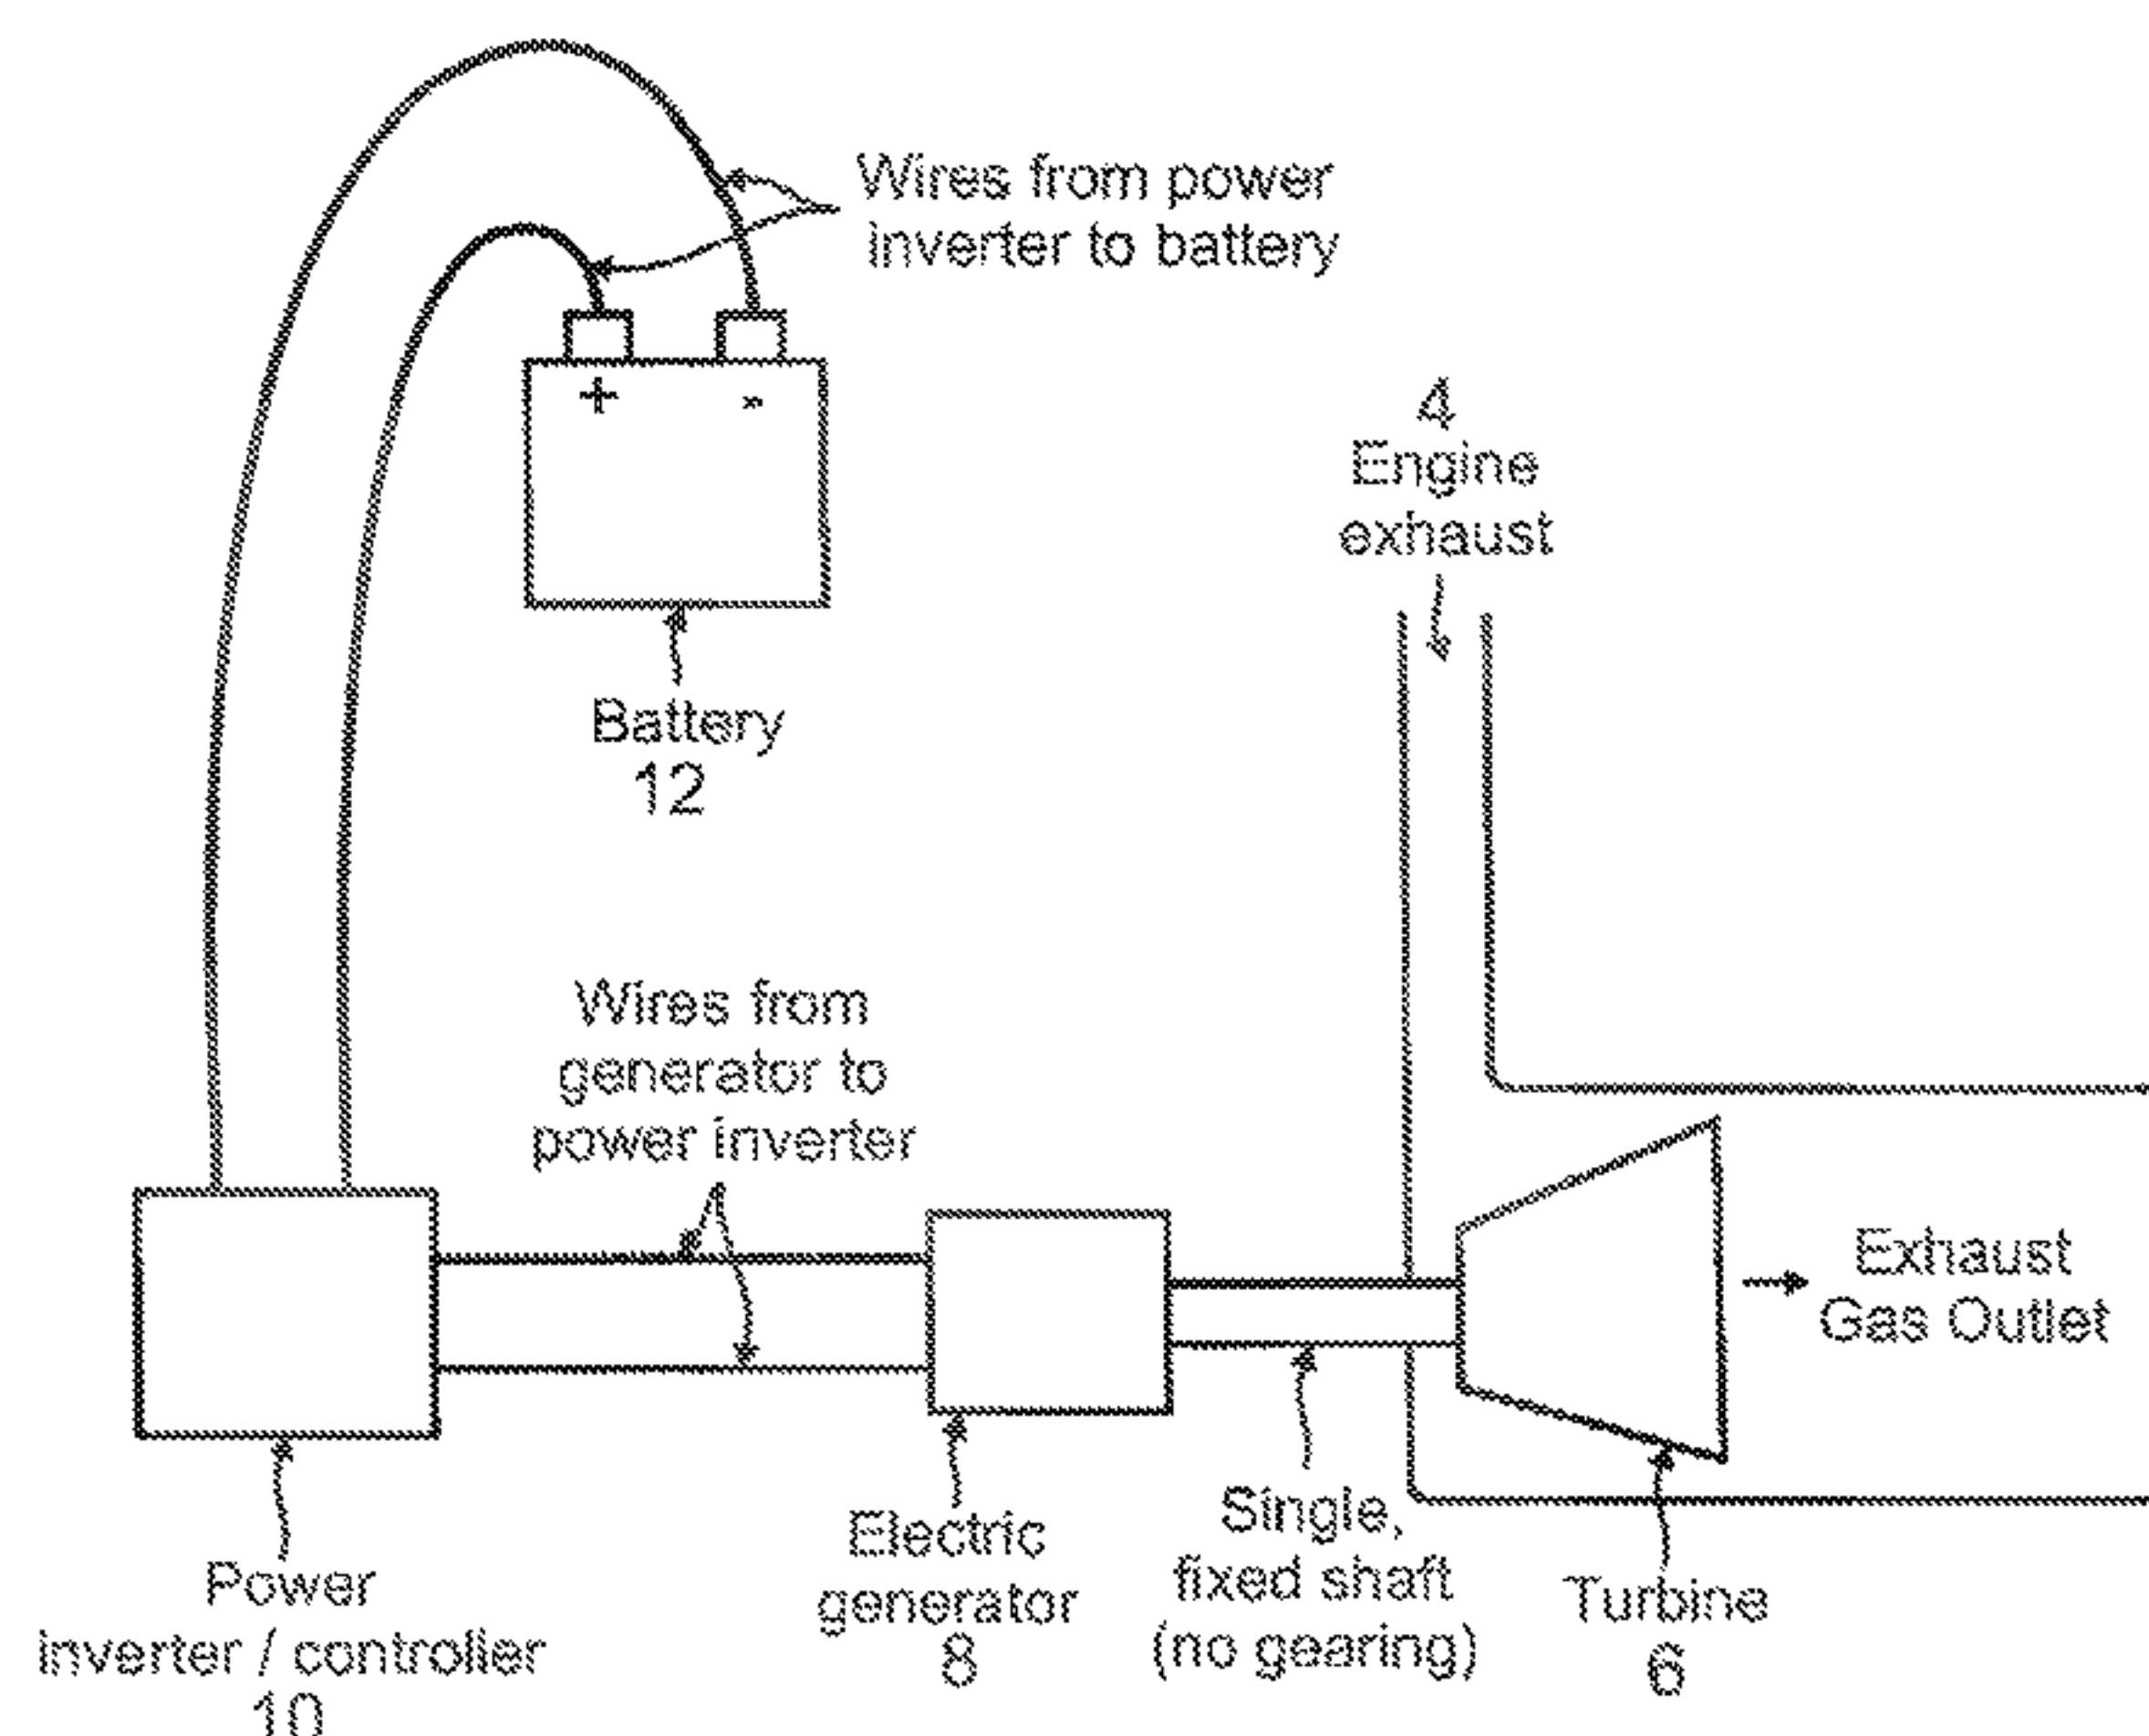 Wires from power
inverter to battery
+
-
4
Engine
exhaust
Battery
12
Wires from
generator to
power inverter
Exhaust
Gas Outlet
Electric
generator
8
Single,
fixed shaft
(no gearing)
Turbine
6
Power
inverter / controller
10